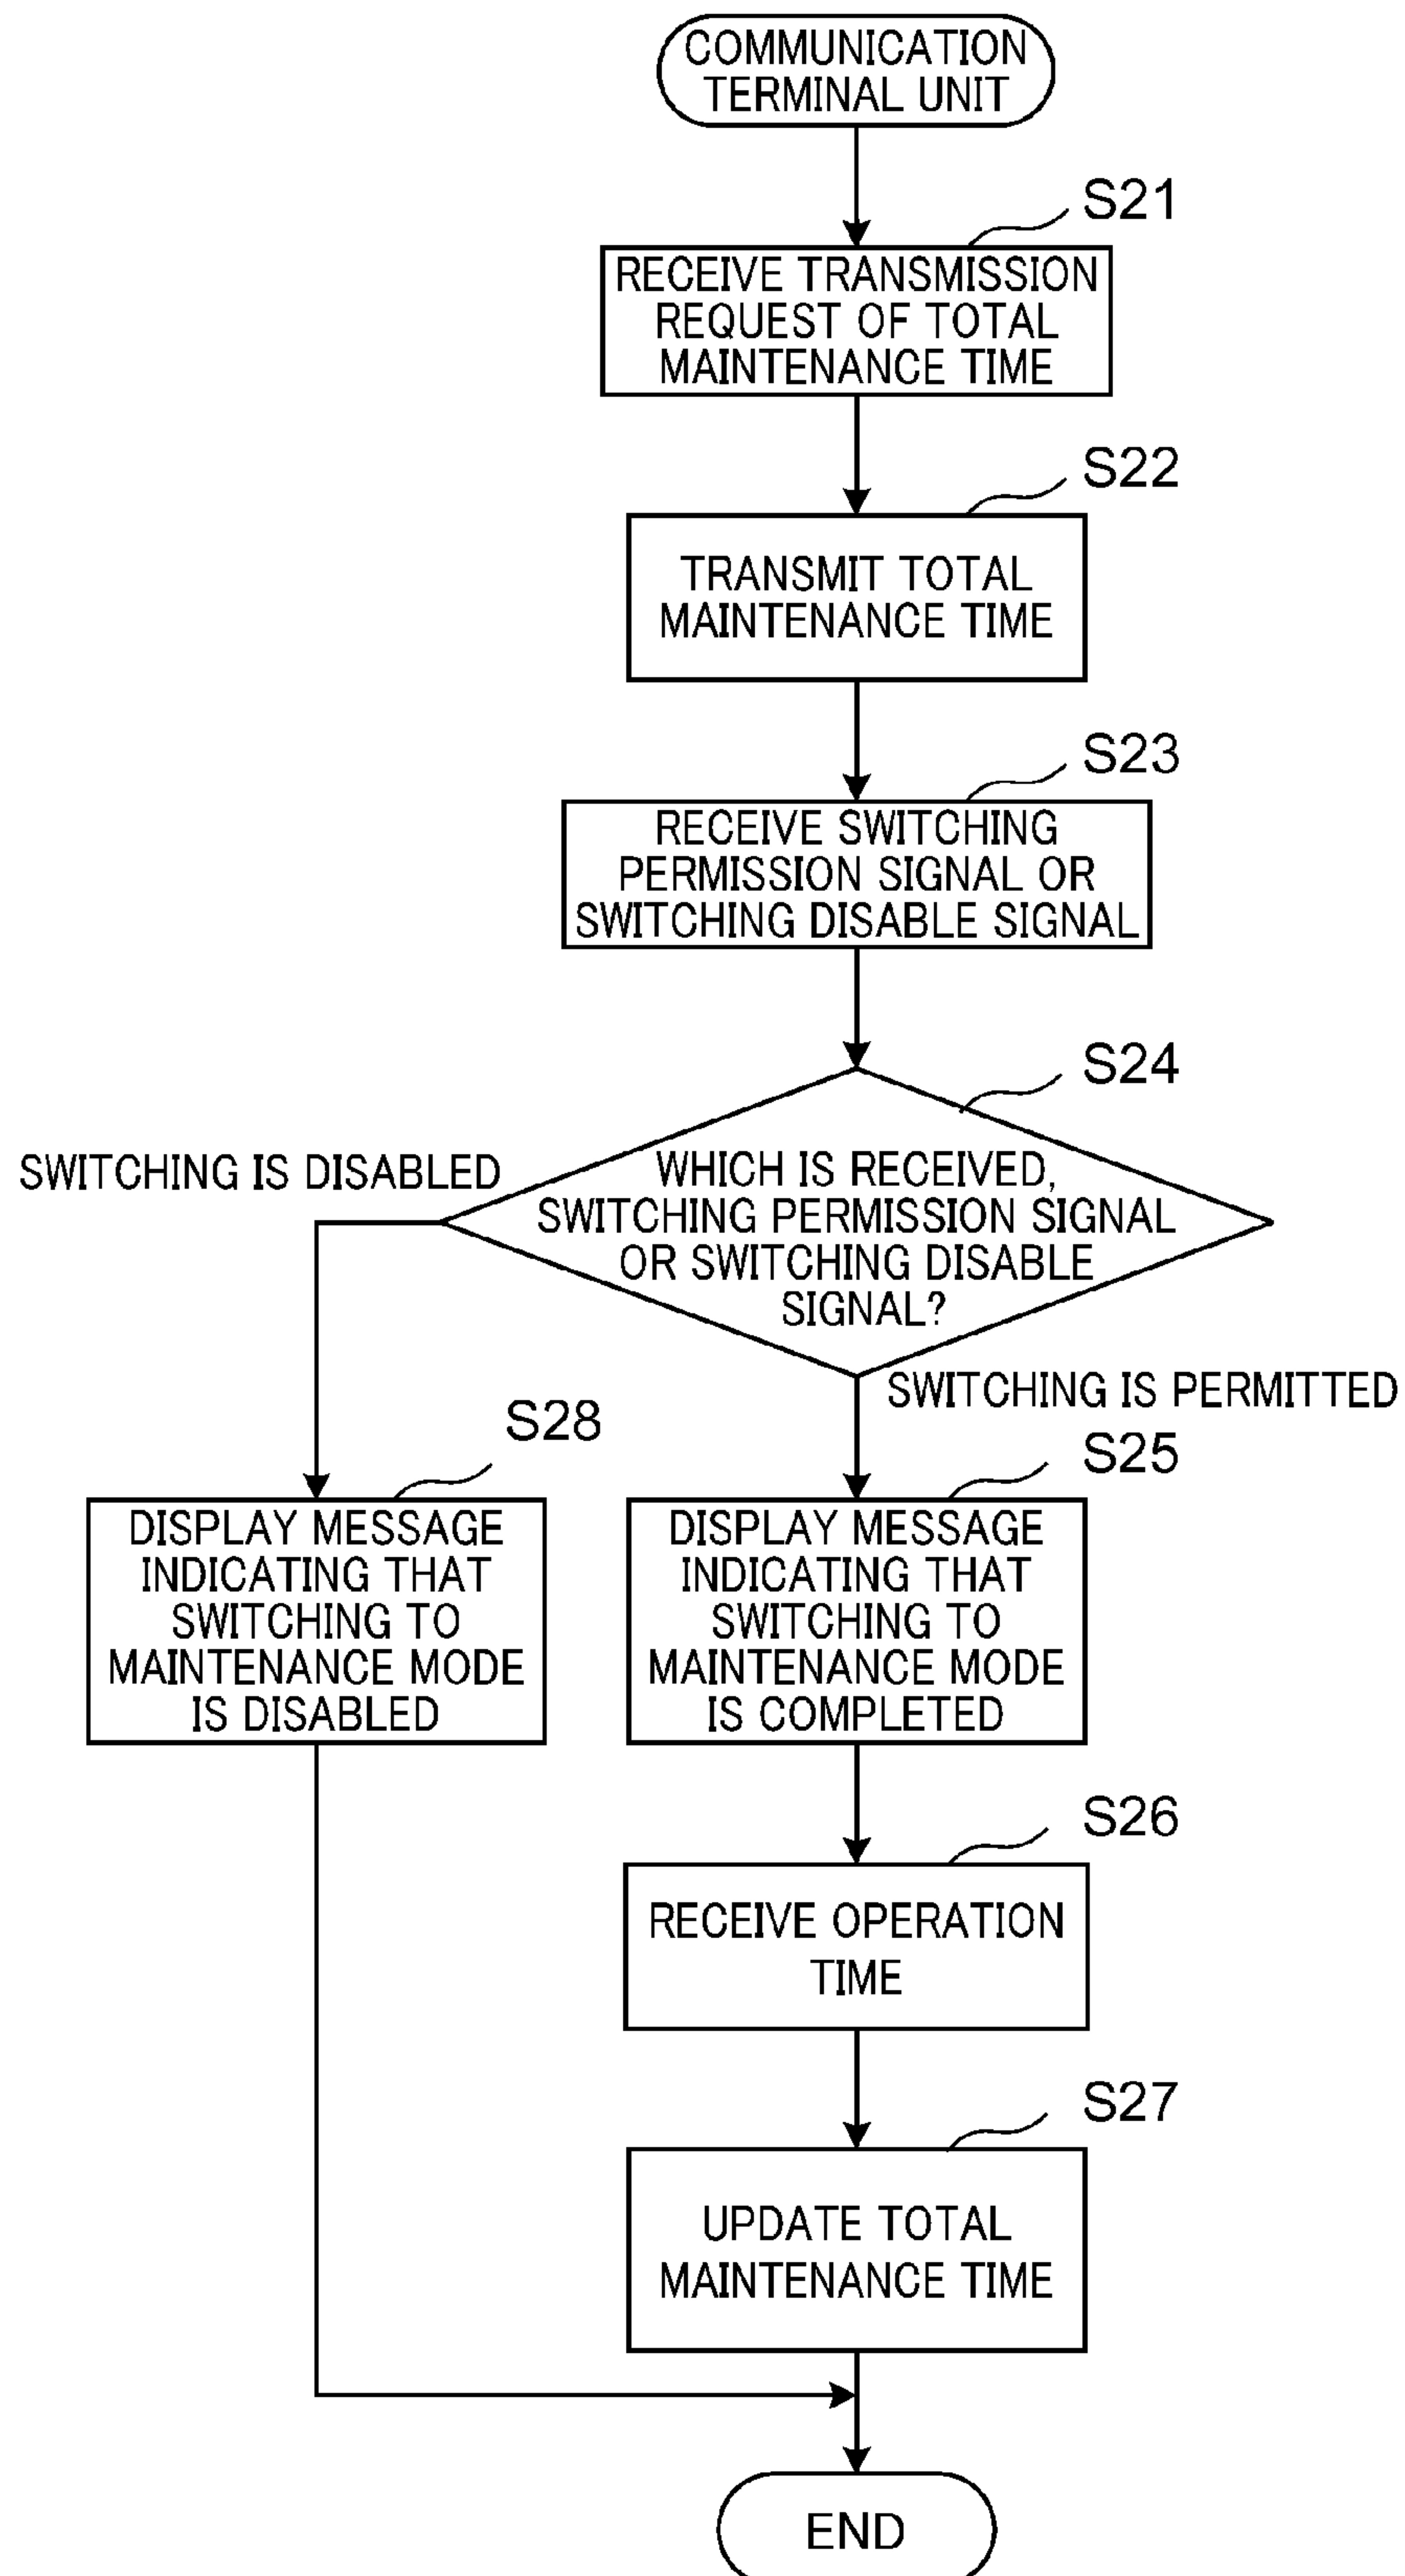 COMMUNICATION
TERMINAL UNIT
S21
RECEIVE TRANSMISSION
REQUEST OF TOTAL
MAINTENANCE TIME
S22
TRANSMIT TOTAL
MAINTENANCE TIME
S23
RECEIVE SWITCHING
PERMISSION SIGNAL OR
SWITCHING DISABLE SIGNAL
S24
WHICH IS RECEIVED,
SWITCHING PERMISSION SIGNAL
OR SWITCHING DISABLE
SIGNAL?
SWITCHING IS DISABLED
SWITCHING IS PERMITTED
S28
DISPLAY MESSAGE
INDICATING THAT
SWITCHING TO
MAINTENANCE MODE
IS DISABLED
S25
DISPLAY MESSAGE
INDICATING THAT
SWITCHING TO
MAINTENANCE MODE
IS COMPLETED
S26
RECEIVE OPERATION
TIME
S27
UPDATE TOTAL
MAINTENANCE TIME
END